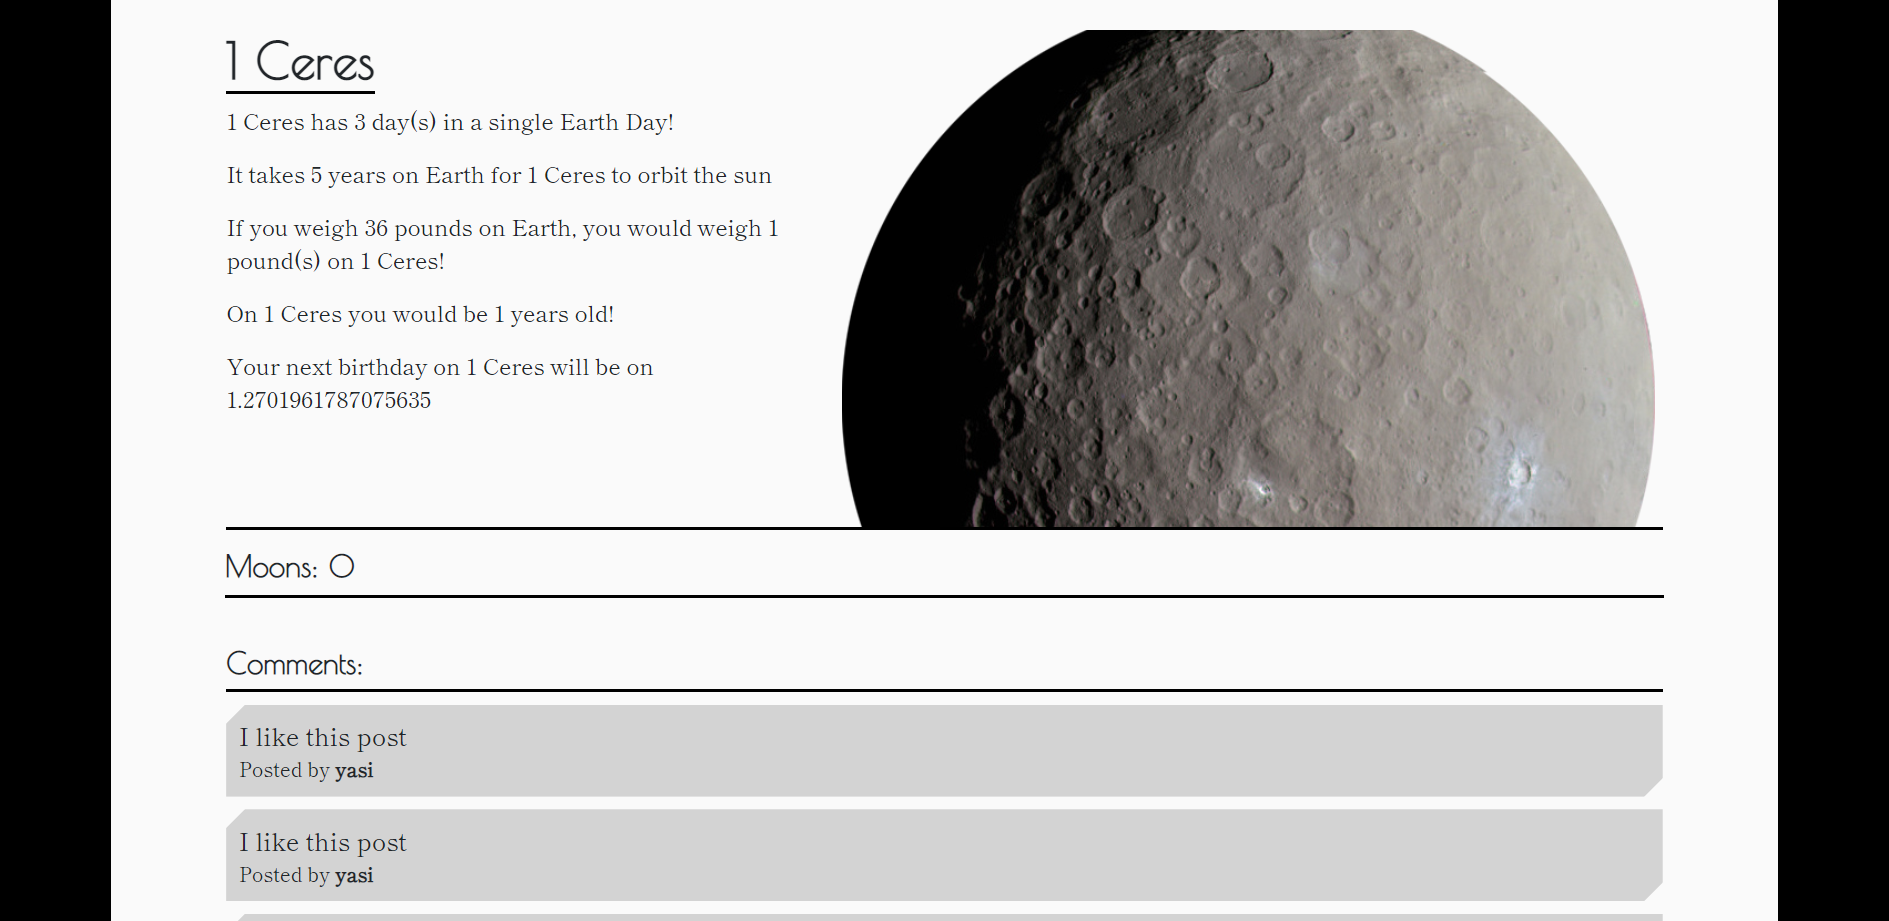 1 Ceres
1 Ceres has 3 day(s) in a single Earth Day!
It takes 5 years on Earth for 1 Ceres to orbit the sun
If you weigh 36 pounds on Earth, you would weigh 1
pound(s) on 1 Ceres!
On 1 Ceres you would be 1 years old!
Your next birthday on 1 Ceres will be on
1.2701961787075635
Moons: 0
Comments:
I like this post
Posted by yasi
I like this post
Posted by yasi